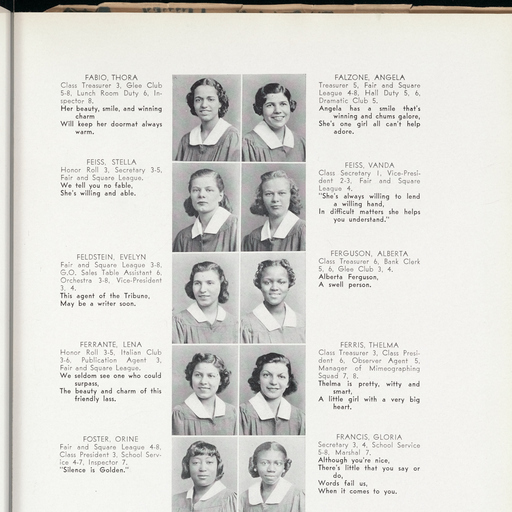 FABIO, THORA
Class Treasurer 3, Glee Club
5-8, Lunch Room Duty 6, In-
spector 8.
Her beauty, smile, and winning
charm
Will keep her doormat always
warm.
FALZONE, ANGELA
Treasurer 5, Fair and Square
League 4-8, Hall Duty 5, 6,
Dramatic Club 5.
Angela has a smile that's
winning and chums galore,
She's one girl all can't help
adore.
FEISS, STELLA
Honor Roll 3, Secretary 3-5,
Fair and Square League.
We tell you no fable,
She's willing and able.
FEISS, VANDA
Class Secretary 1, Vice-Presi-
dent 2-3, Fair and Square
League 4.
"She's always willing to lend
a willing hand,
In difficult matters she helps
you understand."
FELDSTEIN, EVELYN
Fair and Square League 3-8,
G.O. Sales Table Assistant 6,
Orchestra 3-8, Vice-President
3, 4.
This agent of the Tribune,
May be a writer soon.
FERGUSON, ALBERTA
Class Treasurer 6, Bank Clerk
5, 6, Glee Club 3, 4.
Alberta Ferguson,
A swell person.
FERRANTE, LENA
Honor Roll 3-5, Italian Club
3-6, Publication Agent 3,
Fair and Square League.
We seldom see one who could
surpass,
The beauty and charm of this
friendly lass.
FERRIS, THELMA
Class Treasurer 3, Class Presi-
dent 6, Observer Agent 5,
Manager of Mimeographing
Squad 7, 8.
Thelma is pretty, witty and
smart,
A little girl with a very big
heart.
FOSTER, ORINE
Fair and Square League 4-8,
Class President 3, School Serv-
ice 4-7, Inspector 7.
"Silence is Golden."
FRANCIS, GLORIA
Secretary 3, 4, School Service
5-8, Marshal 7.
Although you're nice,
There's little that you say or
do,
Words fail us,
When it comes to you.